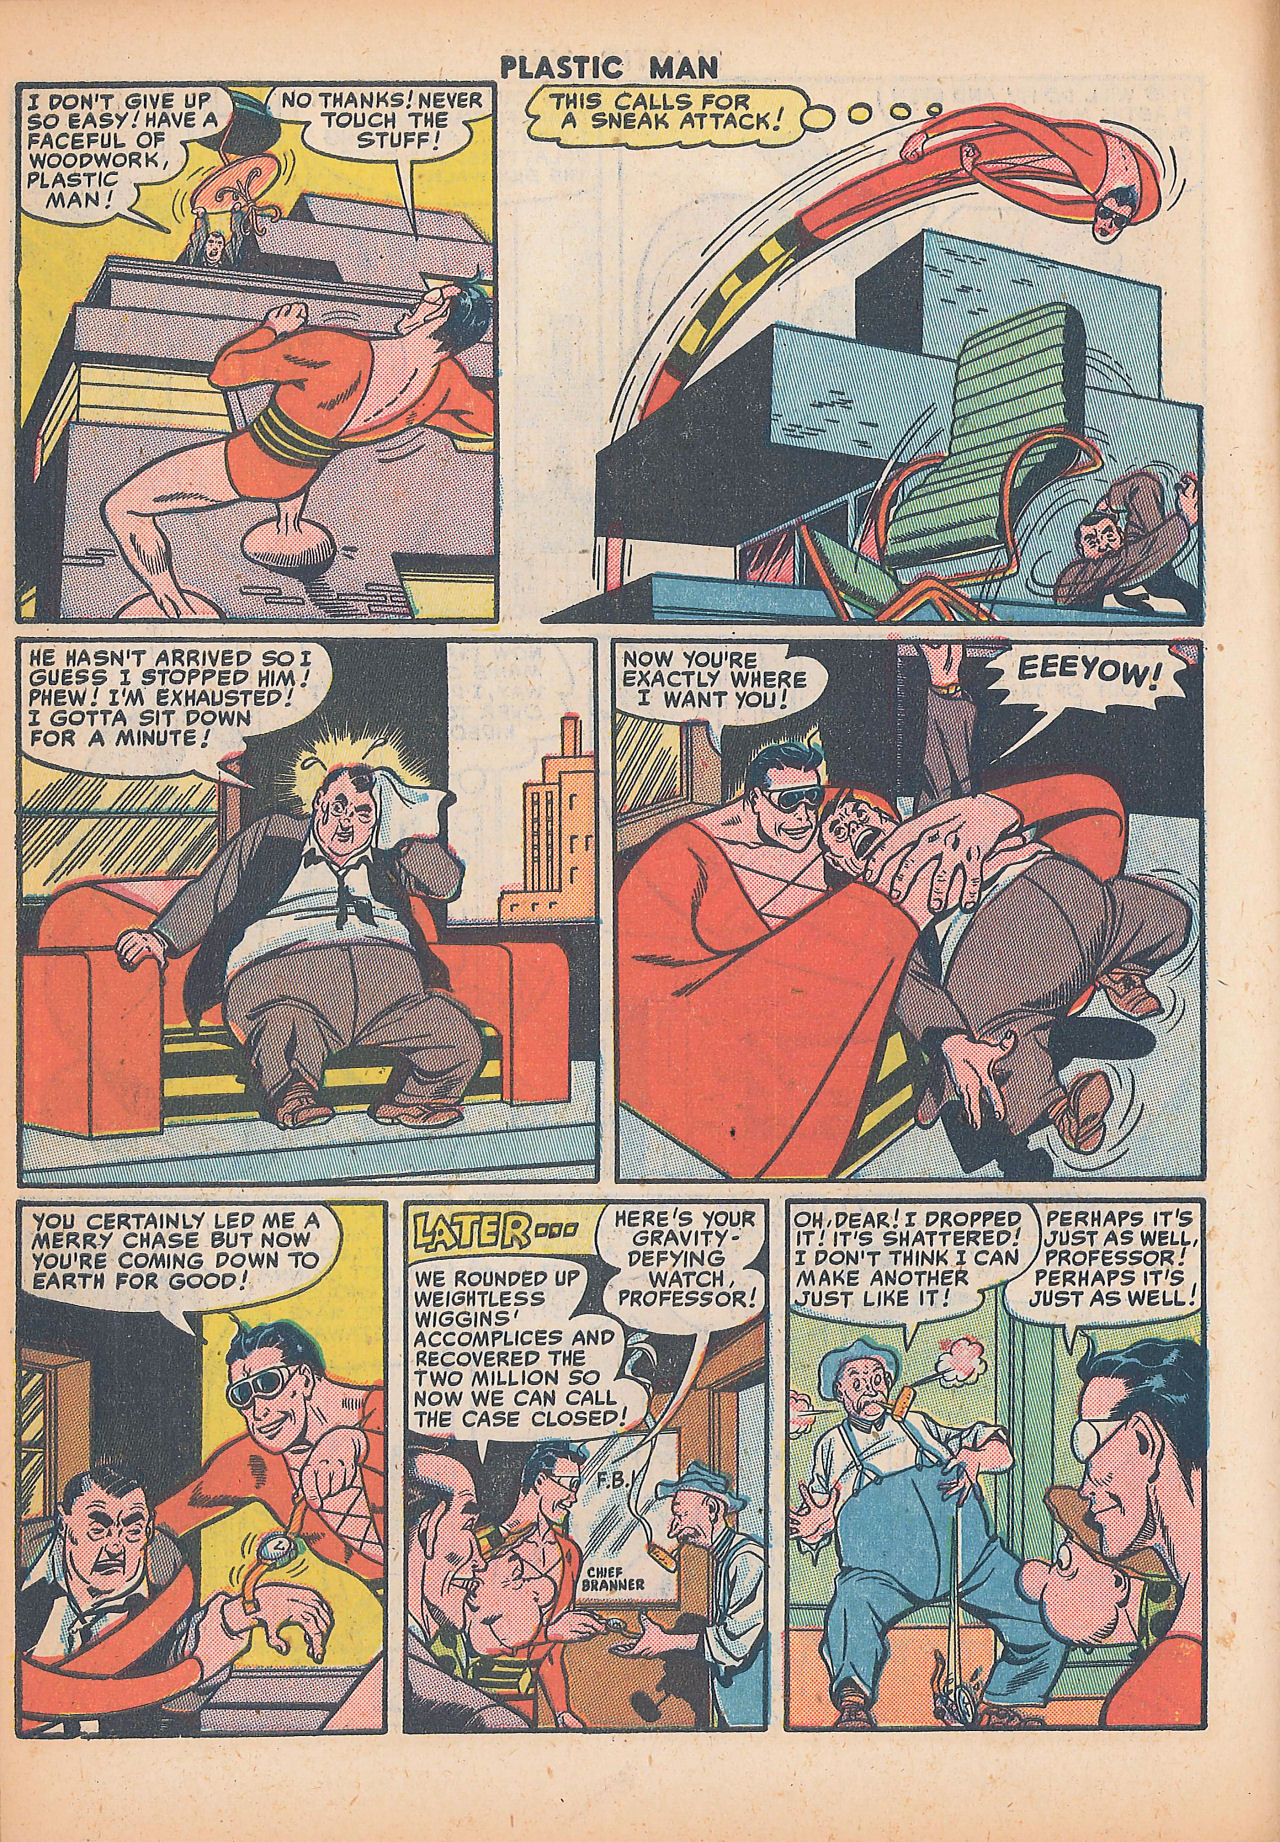 PLASTIC MAN
I DON'T GIVE UP
SO EASY! HAVE A
FACEFUL OF
WOODWORK,
PLASTIC
MAN!
NO THANKS! NEVER
TOUCH THE
STUFF!
THIS CALLS FOR
A SNEAK ATTACK!
HE HASN'T ARRIVED SO I
GUESS I STOPPED HIM!
PHEW! I'M EXHAUSTED!
I GOTTA SIT DOWN
FOR A MINUTE!
NOW YOU'RE
EXACTLY WHERE
I WANT YOU!
EEEYOW!
YOU CERTAINLY LED ME A
MERRY CHASE BUT NOW
YOU'RE COMING DOWN TO
EARTH FOR GOOD!
LATER---
WE ROUNDED UP
WEIGHTLESS
WIGGINS'
ACCOMPLICES AND
RECOVERED THE
TWO MILLION SO
NOW WE CAN CALL
THE CASE CLOSED!
HERE'S YOUR
GRAVITY-
DEFYING
WATCH,
PROFESSOR!
F.B.I.
CHIEF
BRANNER
OH, DEAR! I DROPPED
IT! IT'S SHATTERED!
I DON'T THINK I CAN
MAKE ANOTHER
JUST LIKE IT!
PERHAPS IT'S
JUST AS WELL,
PROFESSOR!
PERHAPS IT'S
JUST AS WELL!